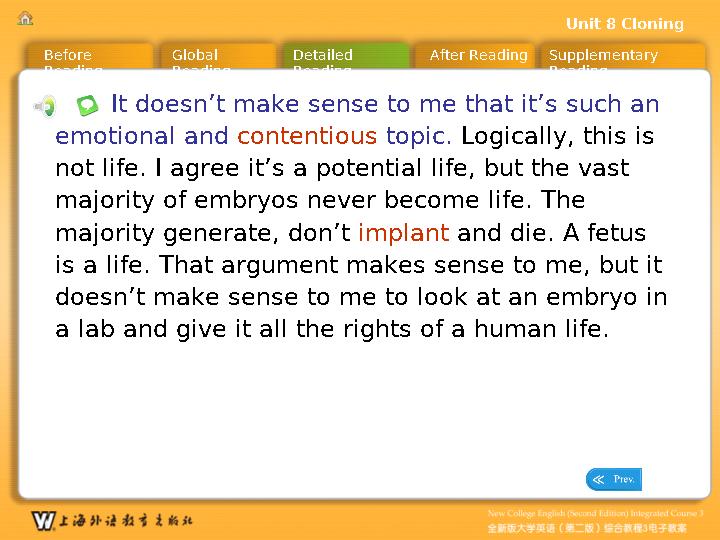 Unit 8 Cloning
Before Reading
Global Reading
Detailed Reading
After Reading
Supplementary Reading
It doesn’t make sense to me that it’s such an
emotional and contentious topic. Logically, this is
not life. I agree it’s a potential life, but the vast
majority of embryos never become life. The
majority generate, don’t implant and die. A fetus
is a life. That argument makes sense to me, but it
doesn’t make sense to me to look at an embryo in
a lab and give it all the rights of a human life.
Prev.
W 上海外语教育出版社
New College English (Second Edition) Integrated Course 3
全新版大学英语（第二版）综合教程3电子教案